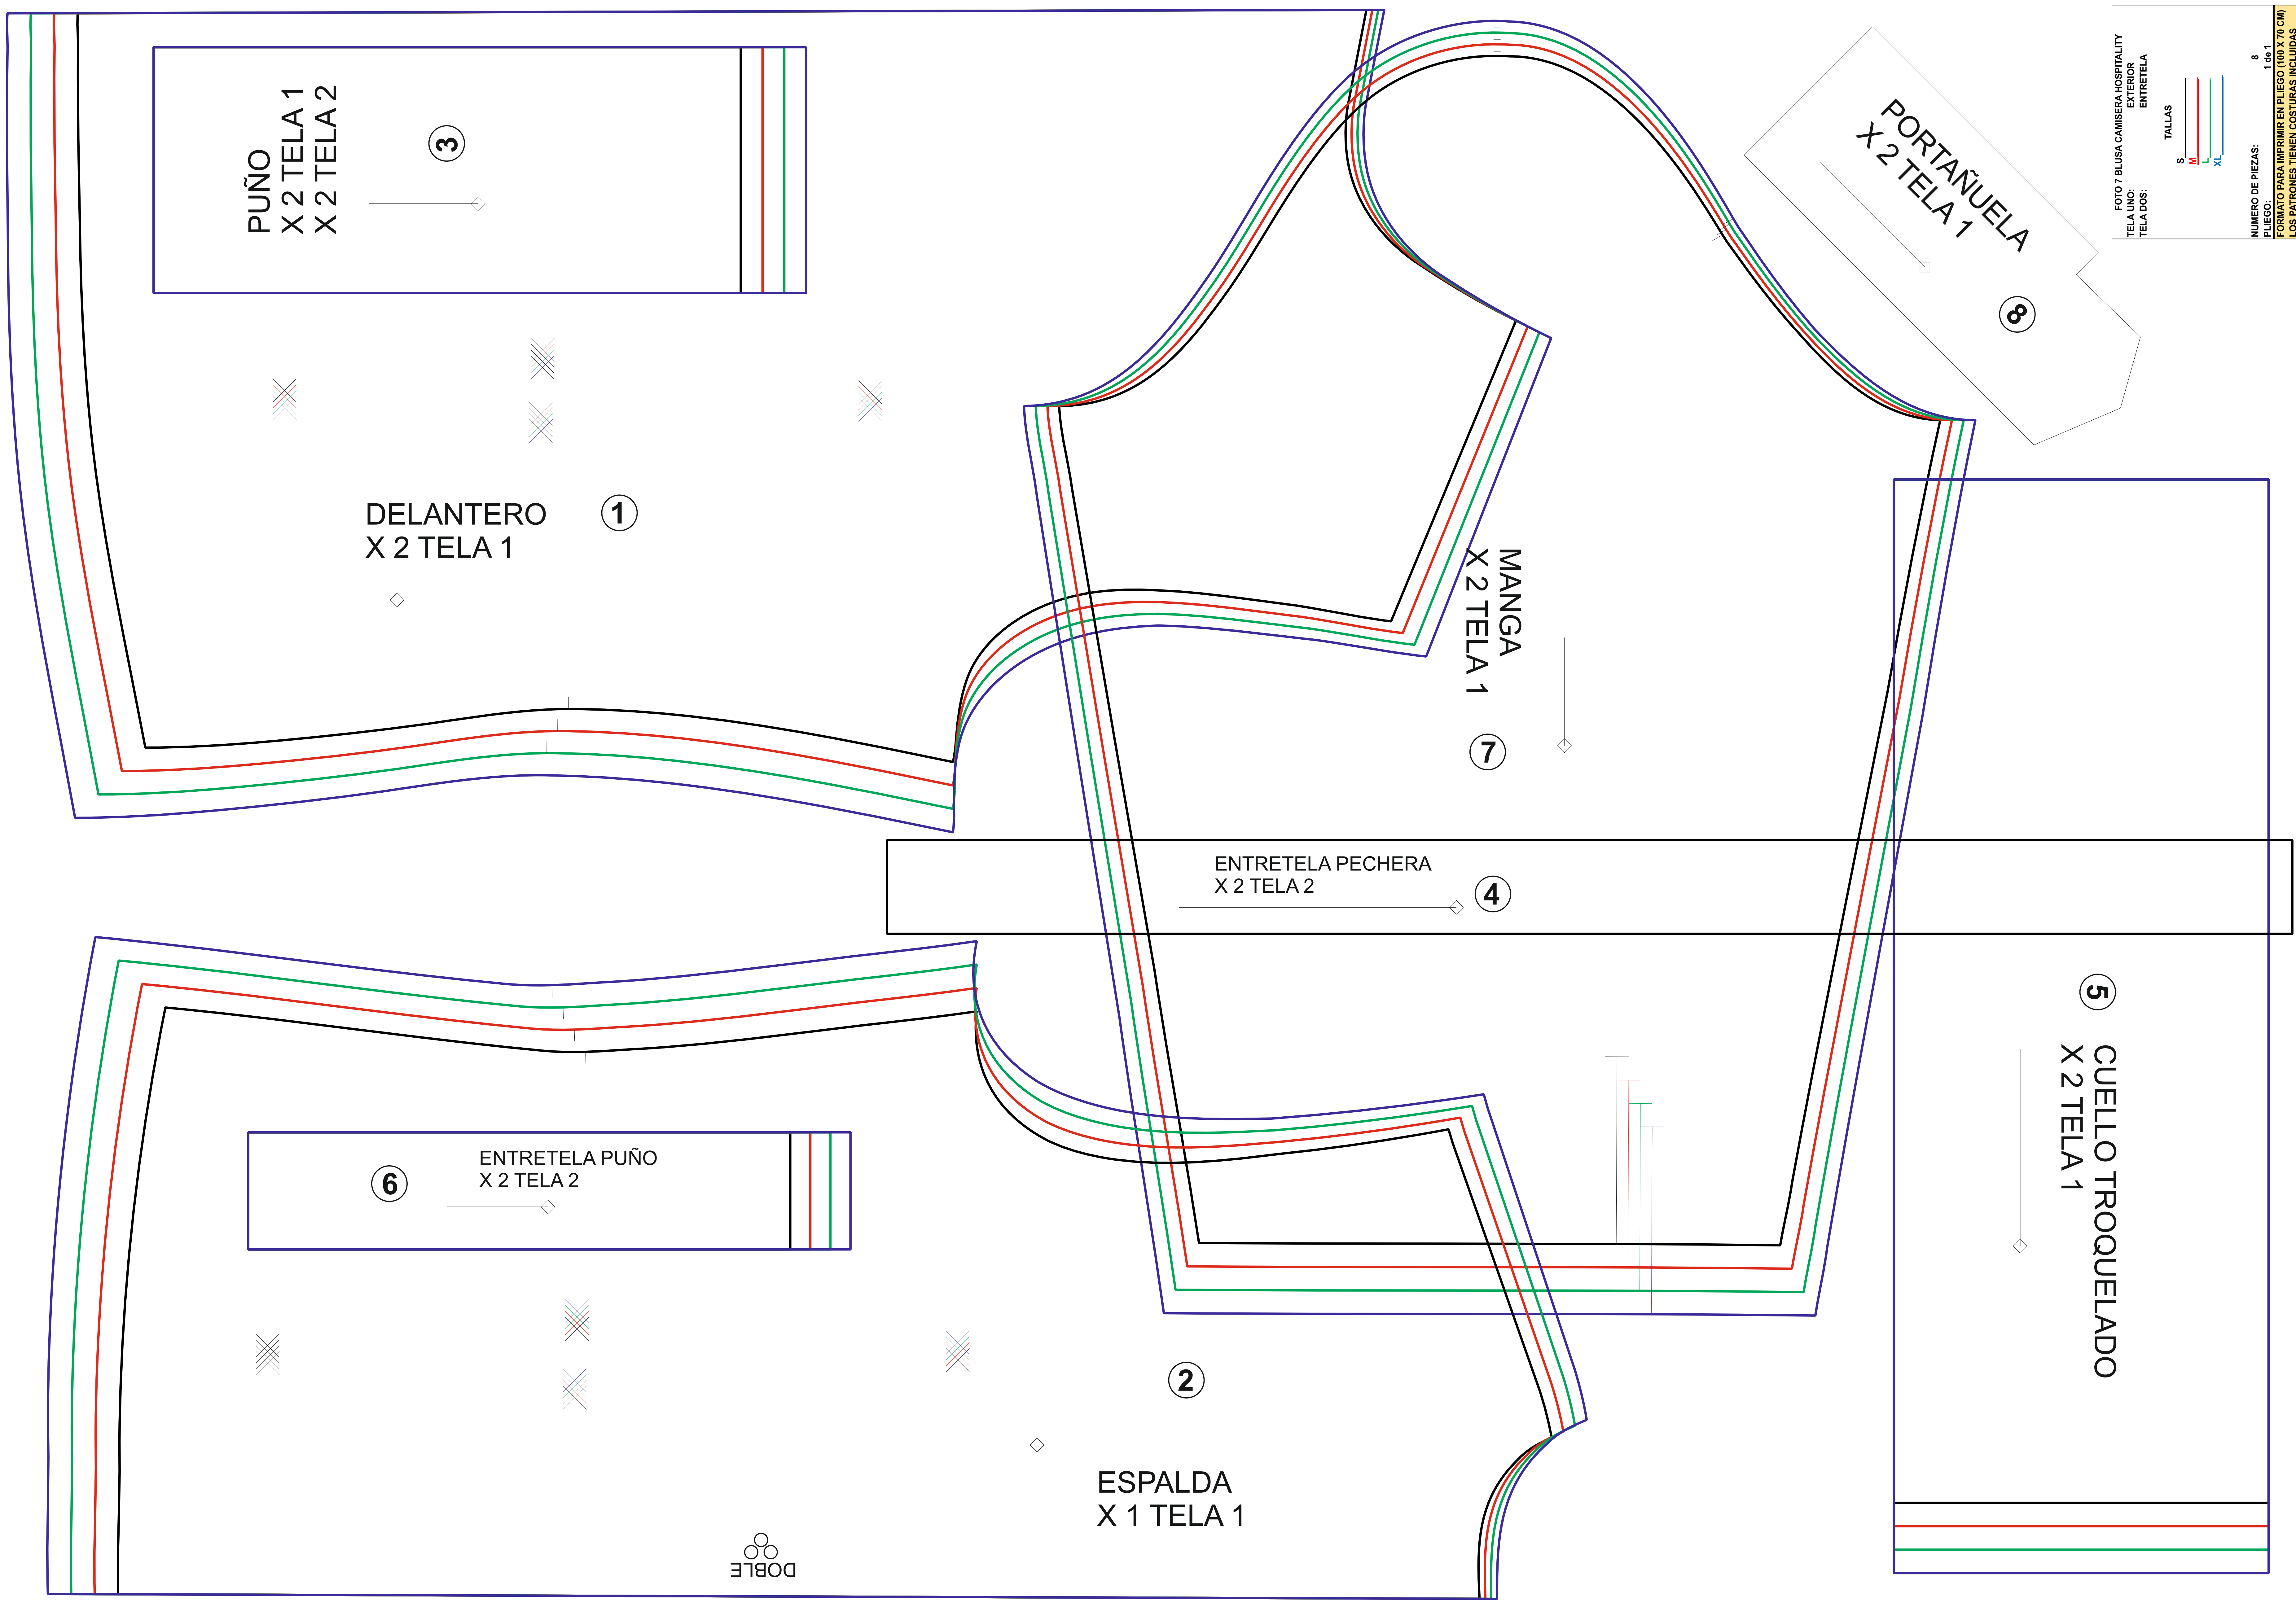 PUÑO
X 2 TELA 1
X 2 TELA 2
3
DELANTERO
X 2 TELA 1
1
MANGA
X 2 TELA 1
7
PORTAÑUELA
X 2 TELA 1
8
FOTO 7 BLUSA CAMISERA HOSPITALITY
TELA UNO: EXTERIOR
TELA DOS: ENTRETELA
TALLAS
S
M
L
XL
NUMERO DE PIEZAS: 8
PLIEGO: 1 de 1
FORMATO PARA IMPRIMIR EN PLIEGO (100 X 70 CM)
LOS PATRONES TIENEN COSTURAS INCLUIDAS
ENTRETELA PECHERA
X 2 TELA 2
4
5
CUELLO TROQUELADO
X 2 TELA 1
6
ENTRETELA PUÑO
X 2 TELA 2
2
ESPALDA
X 1 TELA 1
DOBLE